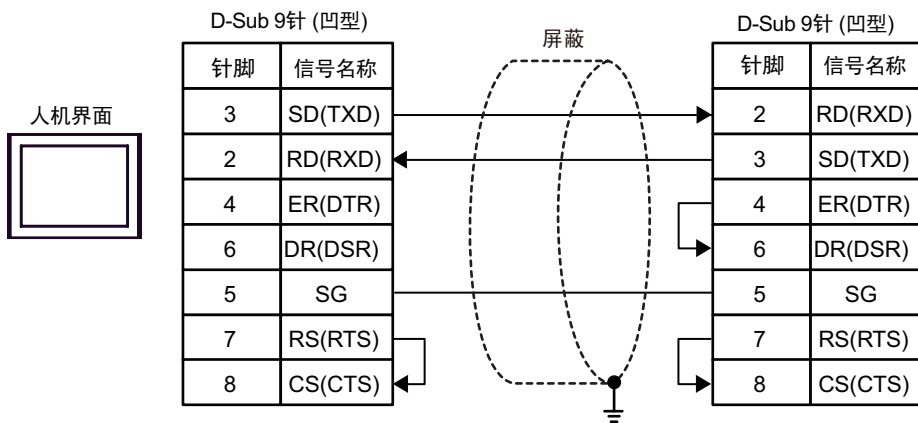 D-Sub 9针 (凹型)
D-Sub 9针 (凹型)
屏蔽
人机界面
针脚 信号名称
3 SD(TXD)
2 RD(RXD)
4 ER(DTR)
6 DR(DSR)
5 SG
7 RS(RTS)
8 CS(CTS)
针脚 信号名称
2 RD(RXD)
3 SD(TXD)
4 ER(DTR)
6 DR(DSR)
5 SG
7 RS(RTS)
8 CS(CTS)